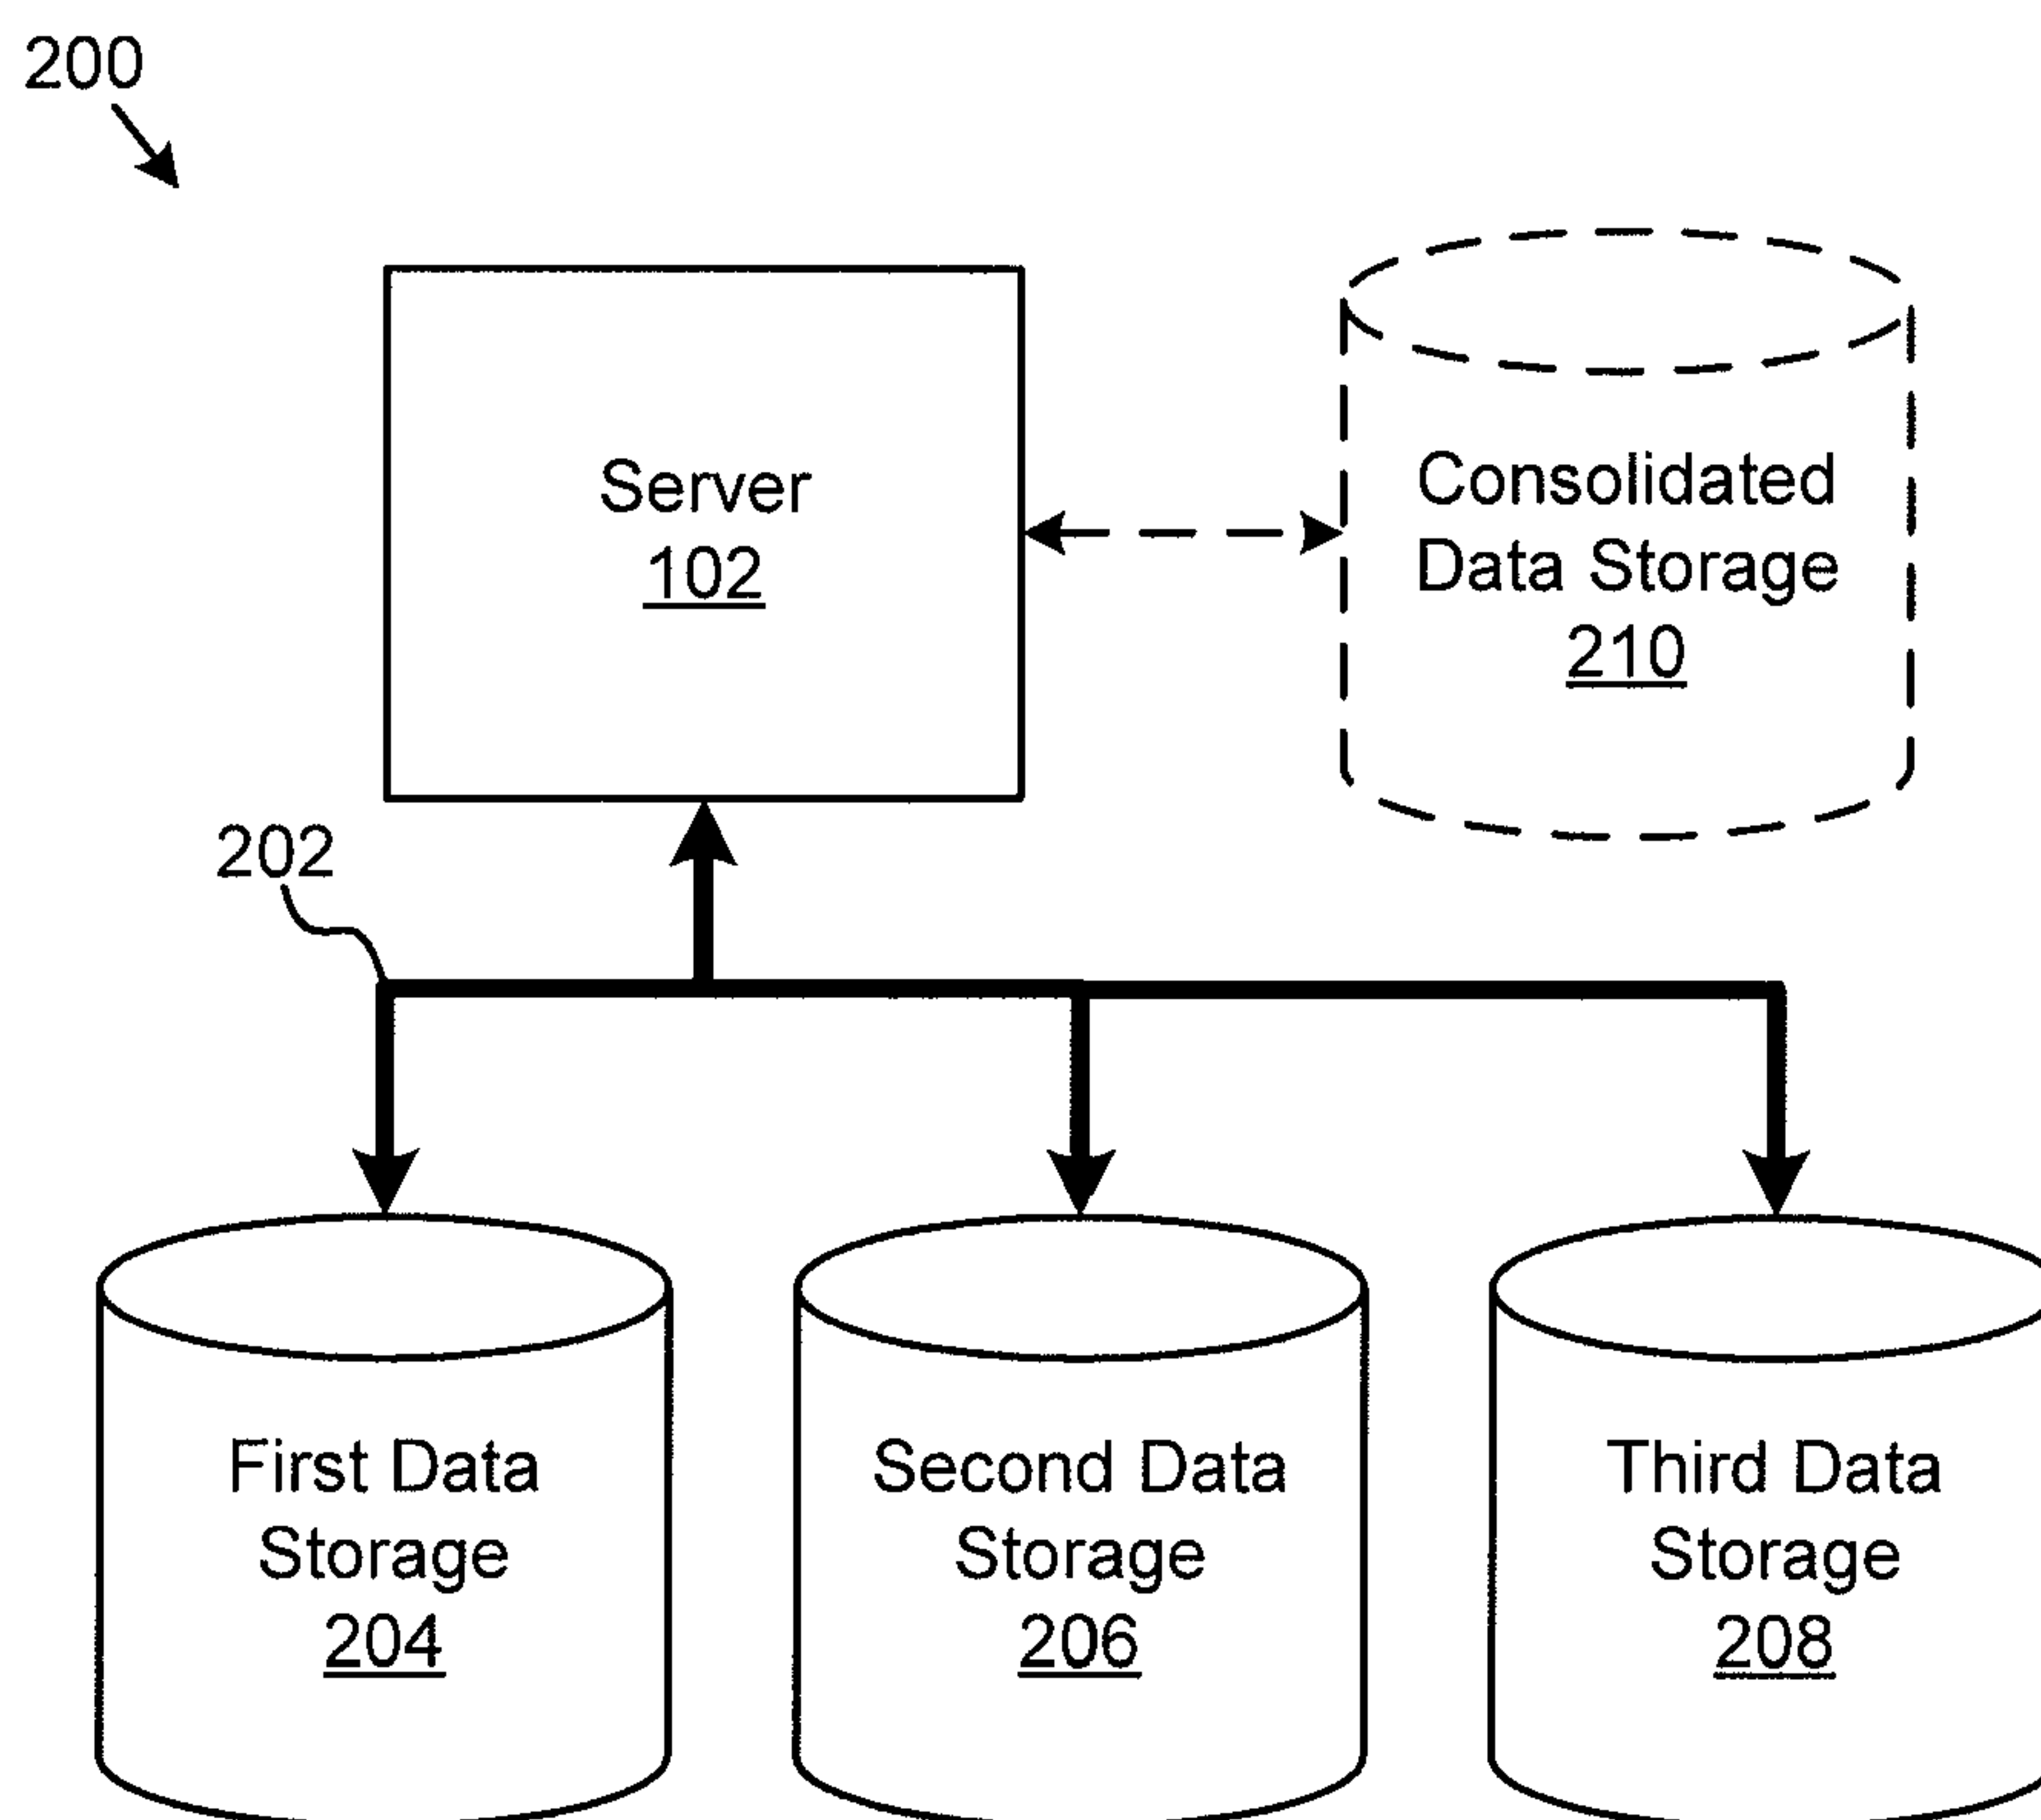 200
Server
102
Consolidated
Data Storage
210
202
First Data
Storage
204
Second Data
Storage
206
Third Data
Storage
208